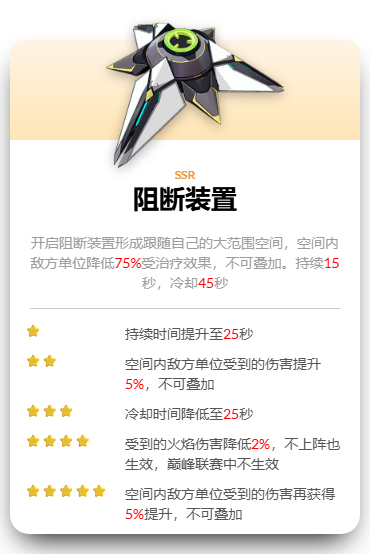 SSR
阻断装置
开启阻断装置形成跟随自己的大范围空间，空间内
敌方单位降低75%受治疗效果，不可叠加。持续15
秒，冷却45秒
持续时间提升至25秒
空间内敌方单位受到的伤害提升
5%，不可叠加
冷却时间降低至25秒
受到的火焰伤害降低2%，不上阵也
生效，巅峰联赛中不生效
空间内敌方单位受到的伤害再获得
5%提升，不可叠加